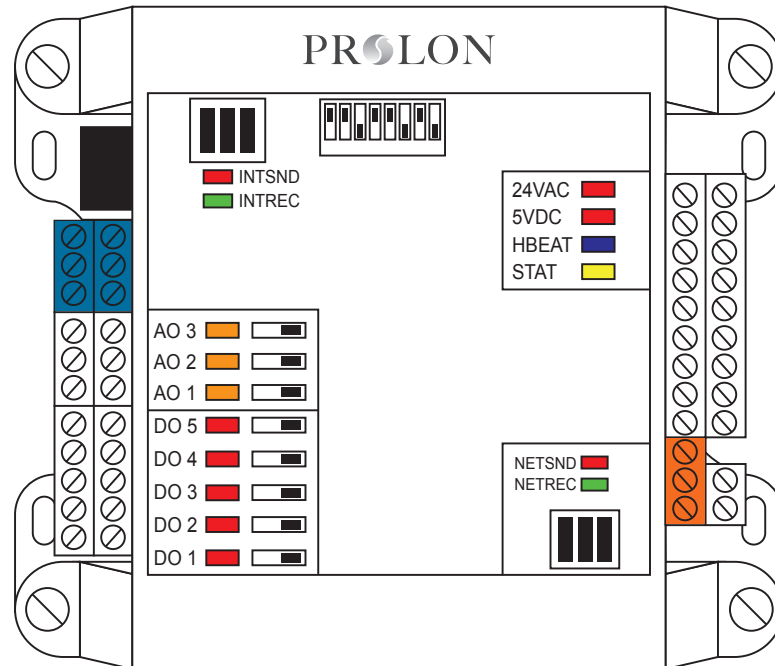 PROLON
INTSND
INTREC
24VAC
5VDC
HBEAT
STAT
AO 3
AO 2
AO 1
DO 5
DO 4
DO 3
DO 2
DO 1
NETSND
NETREC